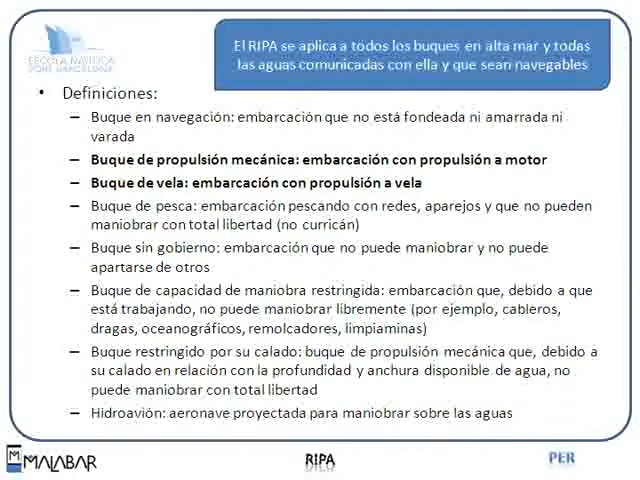 El RIPA se aplica a todos los buques en alta mar y todas
las aguas comunicadas con ella y que sean navegables
ESCOLA NÀUTICA
PORT BARCELONA
• Definiciones:
– Buque en navegación: embarcación que no está fondeada ni amarrada ni
varada
– Buque de propulsión mecánica: embarcación con propulsión a motor
– Buque de vela: embarcación con propulsión a vela
– Buque de pesca: embarcación pescando con redes, aparejos y que no pueden
maniobrar con total libertad (no curricán)
– Buque sin gobierno: embarcación que no puede maniobrar y no puede
apartarse de otros
– Buque de capacidad de maniobra restringida: embarcación que, debido a que
está trabajando, no puede maniobrar libremente (por ejemplo, cableros,
dragas, oceanográficos, remolcadores, limpiaminas)
– Buque restringido por su calado: buque de propulsión mecánica que, debido a
su calado en relación con la profundidad y anchura disponible de agua, no
puede maniobrar con total libertad
– Hidroavión: aeronave proyectada para maniobrar sobre las aguas
MALABAR
RIPA
PER